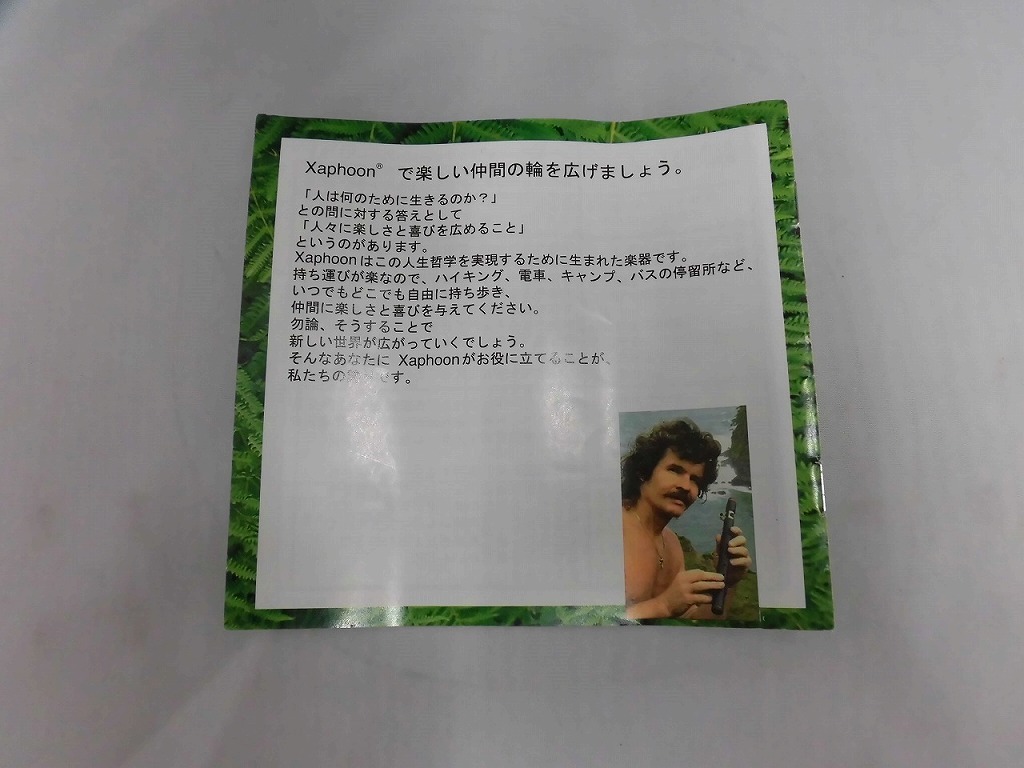 Xaphoon® で楽しい仲間の輪を広げましょう。
「人は何のために生きるのか？」
との問に対する答えとして
「人々に楽しさと喜びを広めること」
というのがあります。
Xaphoonはこの人生哲学を実現するために生まれた楽器です。
持ち運びが楽なので、ハイキング、電車、キャンプ、バスの停留所など、
いつでもどこでも自由に持ち歩き、
仲間に楽しさと喜びを与えてください。
勿論、そうすることで
新しい世界が広がっていくでしょう。
そんなあなたに Xaphoonがお役に立てることが、
私たちの です。